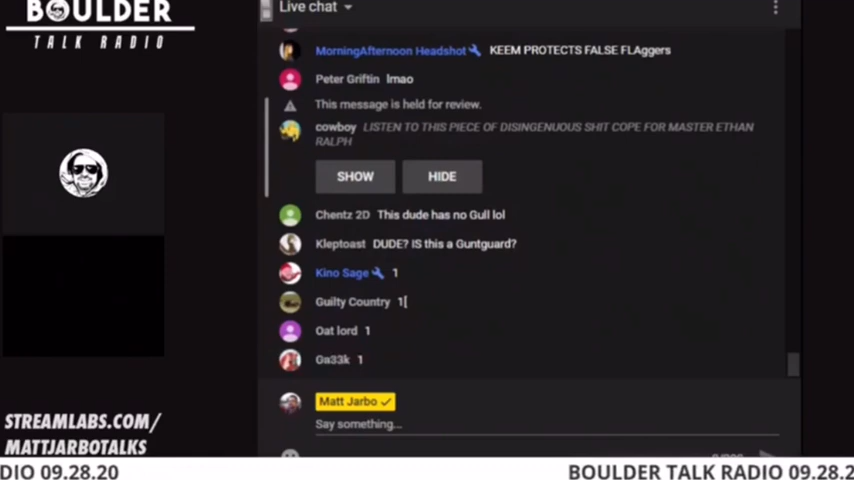 BOULDER
TALK RADIO
Live chat
MorningAfternoon Headshot KEEM PROTECTS FALSE FLAggers
Peter Griftin lmao
This message is held for review.
cowboy LISTEN TO THIS PIECE OF DISINGENUOUS SHIT COPE FOR MASTER ETHAN
RALPH
SHOW HIDE
Chentz 2D This dude has no Gull lol
Kleptoast DUDE? IS this a Guntguard?
Kino Sage 1
Guilty Country 1[
Oat lord 1
Ga33k 1
Matt Jarbo
Say something...
STREAMLABS.COM/
MATTJARBOTALKS
DIO 09.28.20 BOULDER TALK RADIO 09.28.2